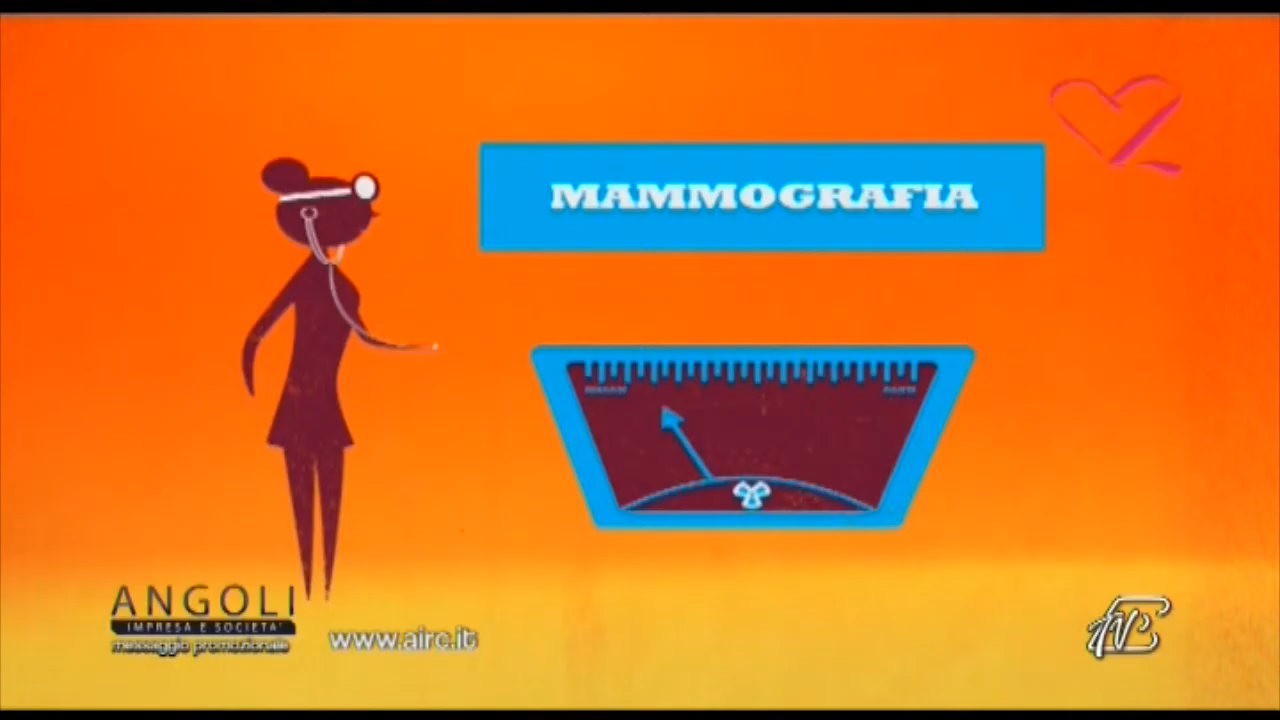 MAMMOGRAFIA
ANGOLI
IMPRESA E SOCIETA'
messaggio promozionale
www.airc.it